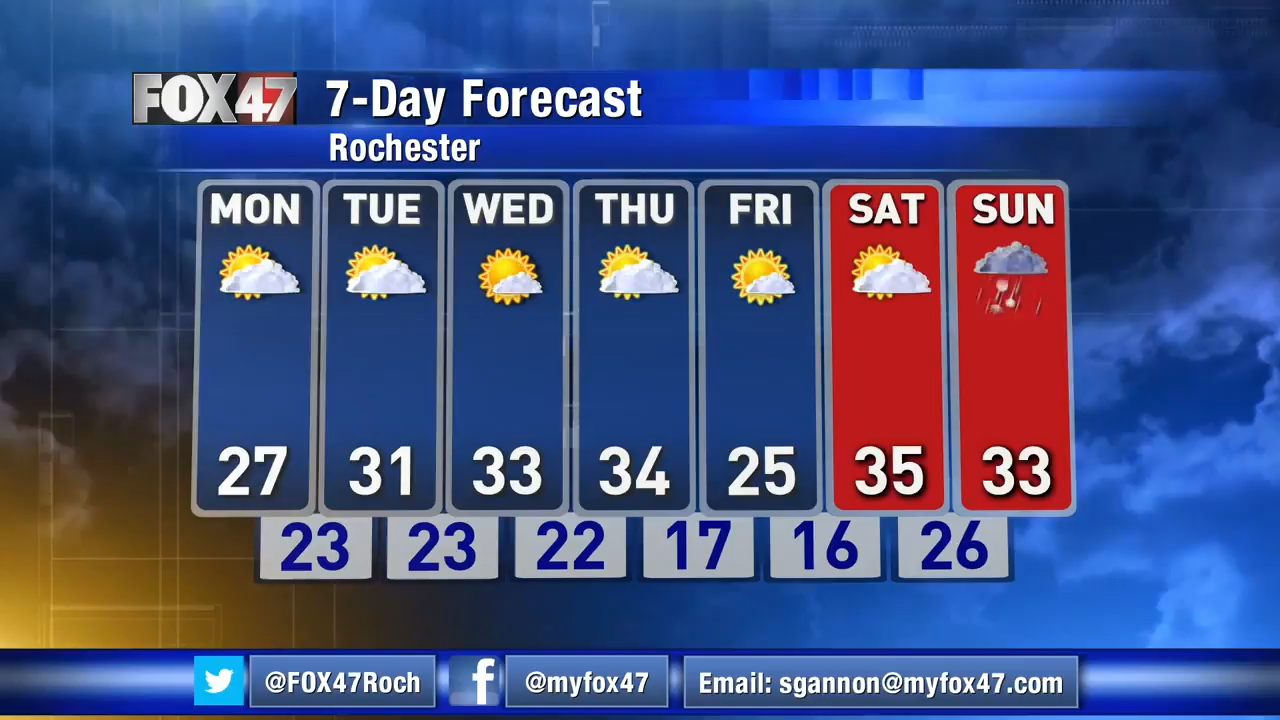 FOX47
7-Day Forecast
Rochester
MON TUE WED THU FRI SAT SUN
27 31 33 34 25 35 33
23 23 22 17 16 26
@FOX47Roch f @myfox47 Email: sgannon@myfox47.com